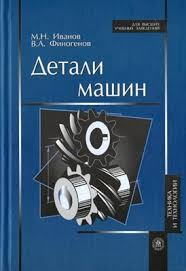 ДЛЯ ВЫСШИХ
УЧЕБНЫХ ЗАВЕДЕНИЙ
М.Н. Иванов
В.А. Финогенов
Детали
машин
ТЕХНИКА
И ТЕХНОЛОГИИ